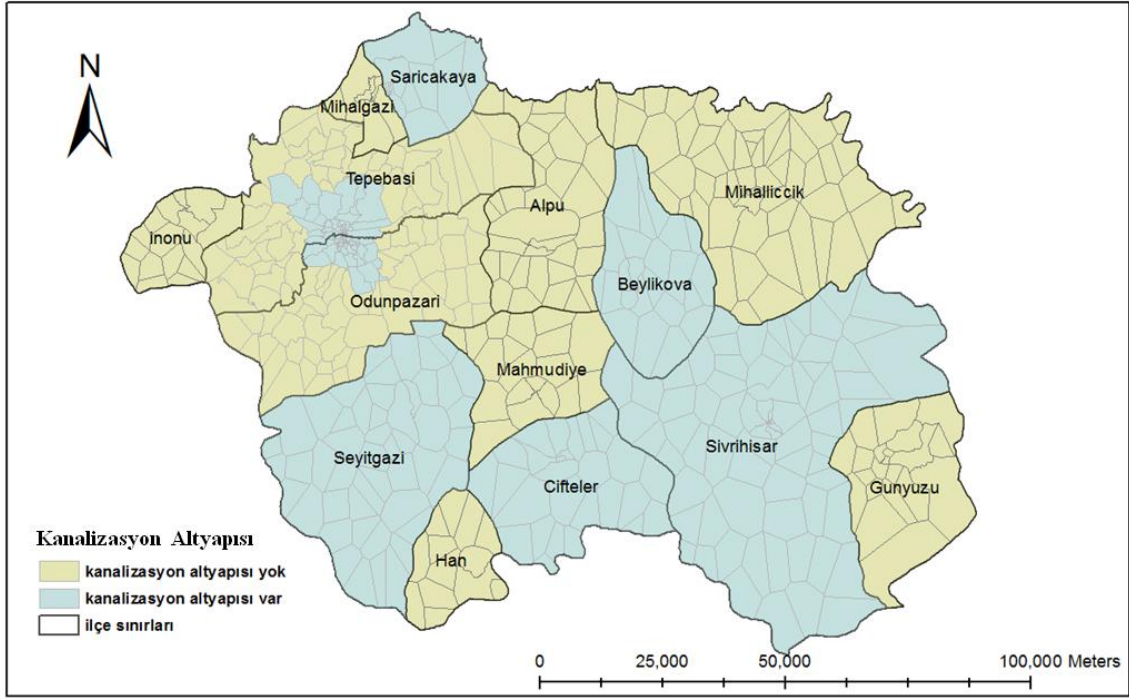 N
Saricakaya
Mihalgazi
Tepebasi
Mihalliccik
Alpu
Inonu
Beylikova
Odunpazari
Mahmudiye
Sivrihisar
Seyitgazi
Cifteler
Gunyuzu
Han
Kanalizasyon Altyapısı
kanalizasyon altyapısı yok
kanalizasyon altyapısı var
ilçe sınırları
0 25,000 50,000 100,000 Meters